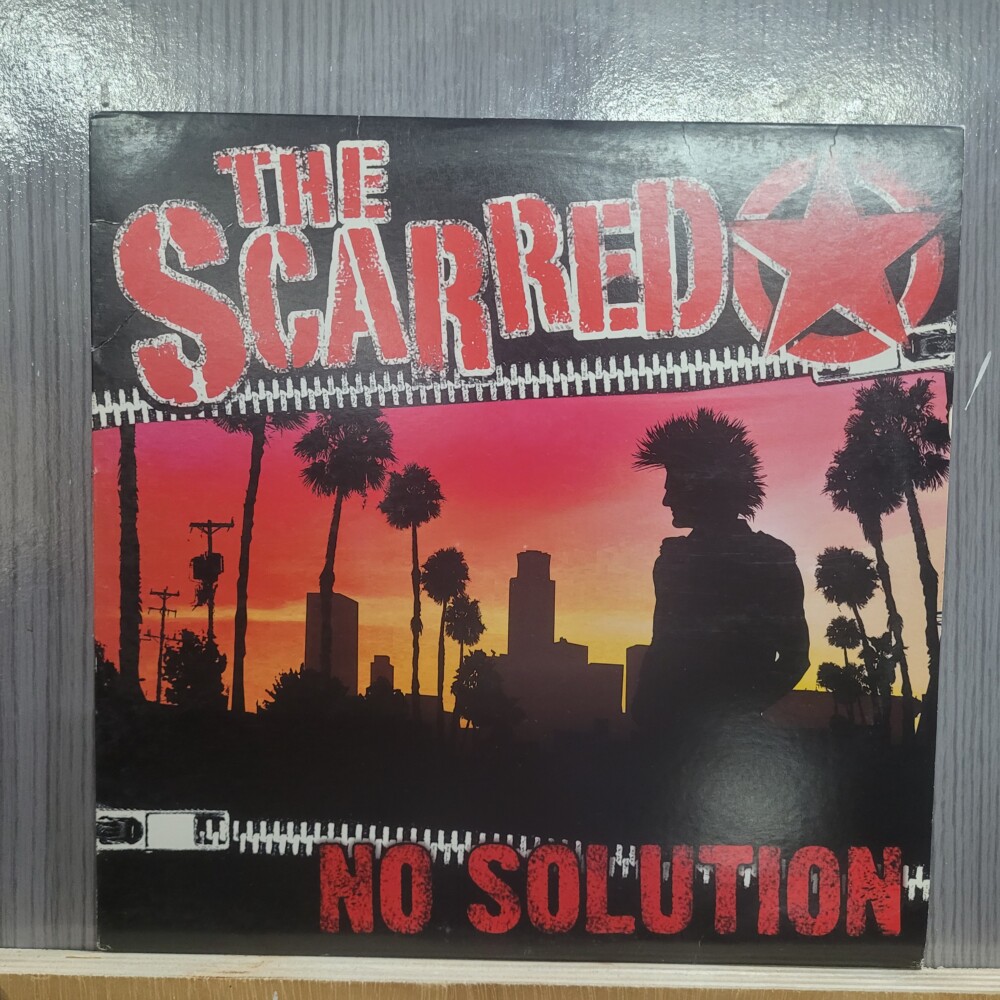 THE
SCARRED
NO SOLUTION